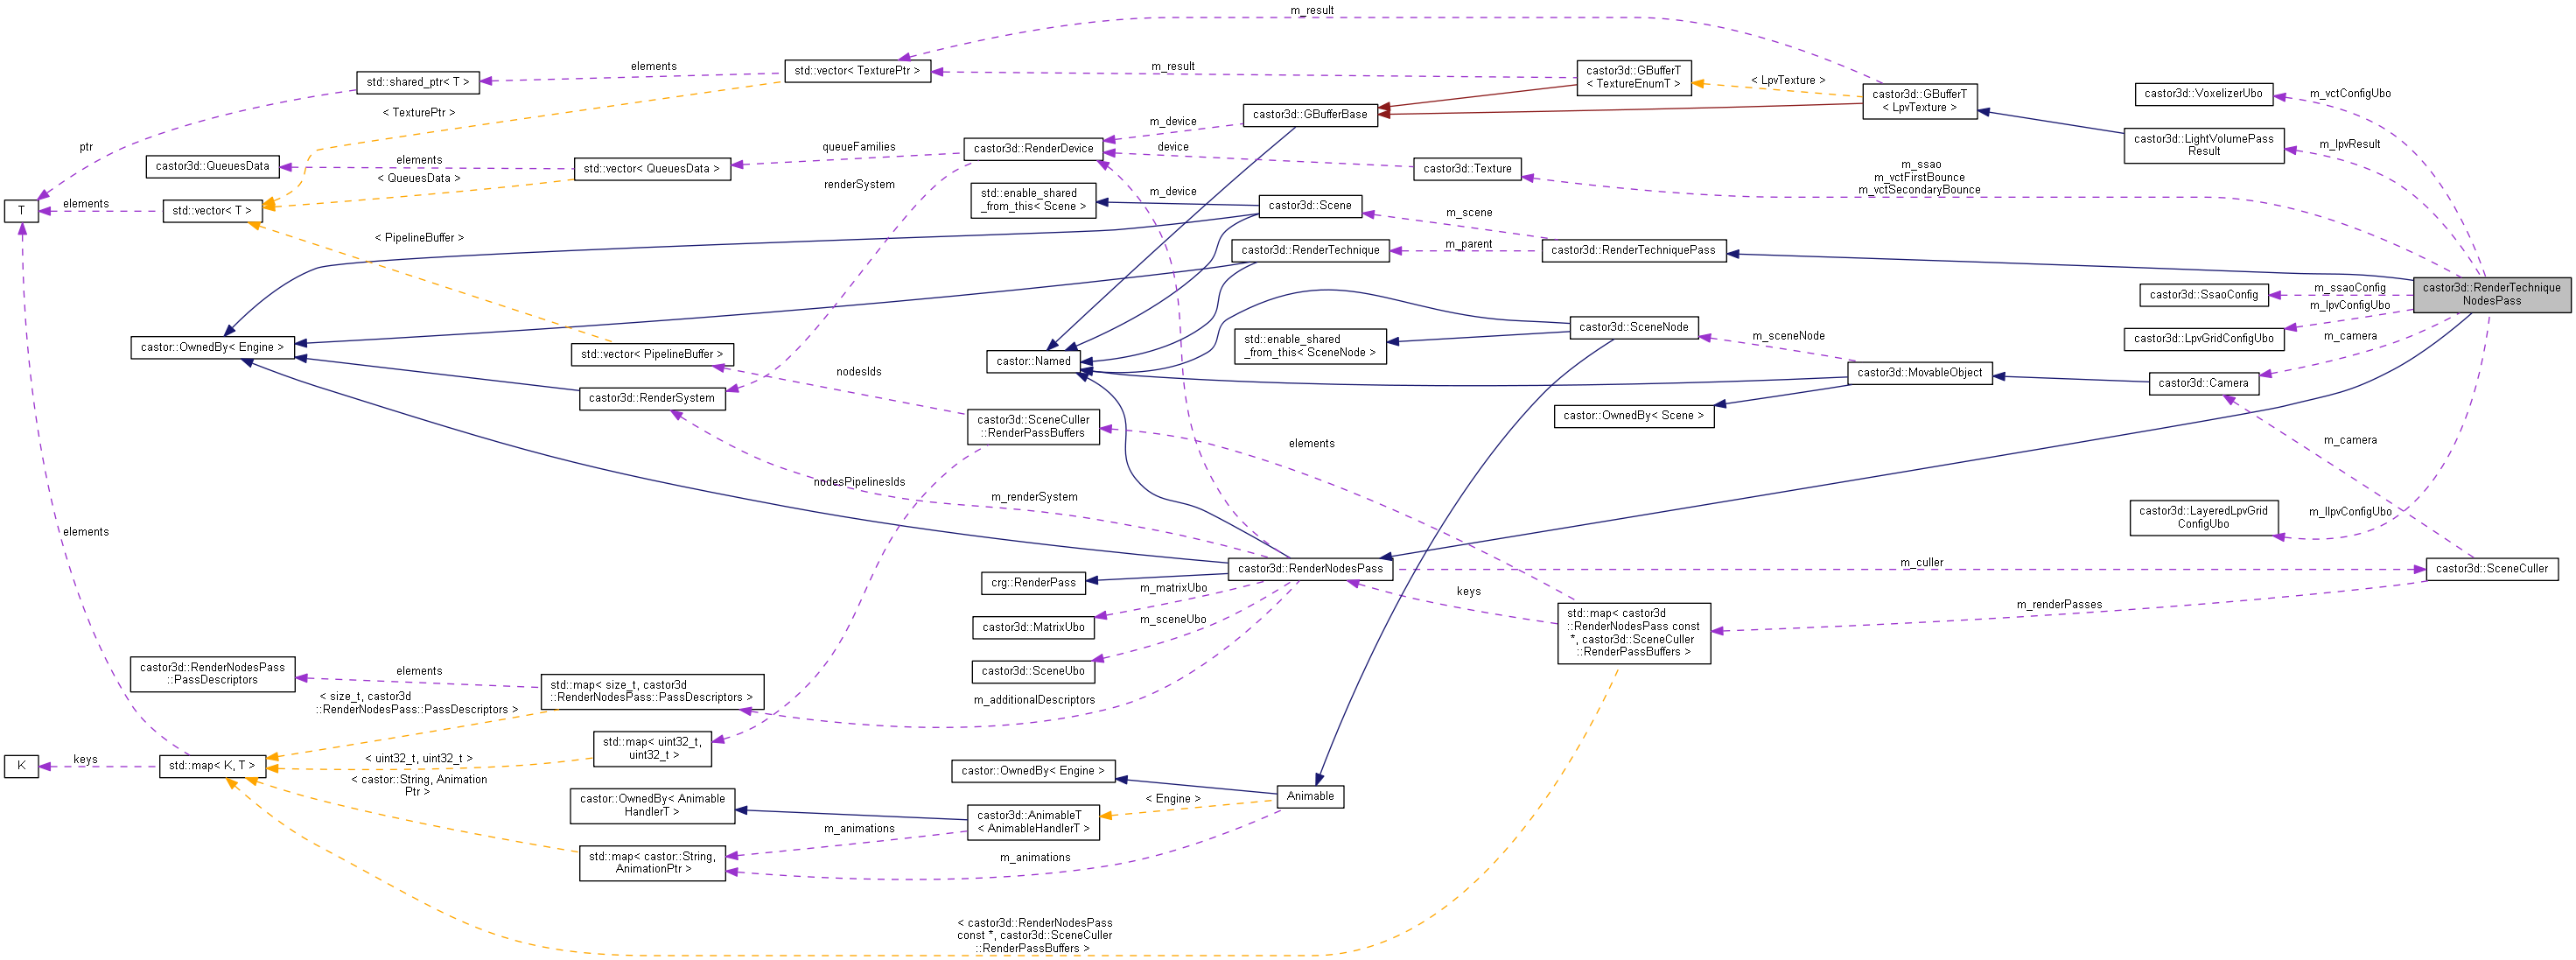 m_result
std::vector< TexturePtr >
elements
std::shared_ptr< T >
m_result
castor3d::GBufferT
< TextureEnumT >
< LpvTexture >
castor3d::GBufferT
< LpvTexture >
castor3d::VoxelizerUbo
m_vctConfigUbo
< TexturePtr >
castor3d::GBufferBase
m_device
ptr
castor3d::QueuesData
elements
std::vector< QueuesData >
queueFamilies
castor3d::RenderDevice
device
castor3d::Texture
castor3d::LightVolumePass
Result
m_lpvResult
m_ssao
m_vctFirstBounce
m_vctSecondaryBounce
< QueuesData >
renderSystem
std::enable_shared
_from_this< Scene >
m_device
castor3d::Scene
m_scene
T
elements
std::vector< T >
< PipelineBuffer >
castor3d::RenderTechnique
m_parent
castor3d::RenderTechniquePass
castor3d::RenderTechnique
NodesPass
castor3d::SsaoConfig
m_ssaoConfig
m_lpvConfigUbo
castor.OwnedBy< Engine >
std::vector< PipelineBuffer >
castor::Named
std::enable_shared
_from_this< SceneNode >
castor3d::SceneNode
m_sceneNode
castor3d::LpvGridConfigUbo
m_camera
nodesIds
castor3d::RenderSystem
castor3d::MovableObject
castor3d::Camera
castor.OwnedBy< Scene >
castor3d::SceneCuller
::RenderPassBuffers
elements
m_camera
nodesPipelinesIds
m_renderSystem
castor3d::LayeredLpvGrid
ConfigUbo
m_llpvConfigUbo
elements
crg::RenderPass
castor3d::RenderNodesPass
m_culler
castor3d::SceneCuller
m_matrixUbo
keys
castor3d::MatrixUbo
m_sceneUbo
std::map< castor3d
::RenderNodesPass const
*, castor3d::SceneCuller
::RenderPassBuffers >
m_renderPasses
castor3d::SceneUbo
castor3d::RenderNodesPass
::PassDescriptors
elements
std::map< size_t, castor3d
::RenderNodesPass::PassDescriptors >
< size_t, castor3d
::RenderNodesPass::PassDescriptors >
m_additionalDescriptors
K
keys
std::map< K, T >
< uint32_t, uint32_t >
std::map< uint32_t,
uint32_t >
< castor::String, Animation
Ptr >
castor::OwnedBy< Engine >
castor::OwnedBy< Animable
HandlerT >
Animable
< Engine >
castor3d::AnimableT
< AnimableHandlerT >
m_animations
std::map< castor::String,
AnimationPtr >
m_animations
< castor3d::RenderNodesPass
const *, castor3d::SceneCuller
::RenderPassBuffers >